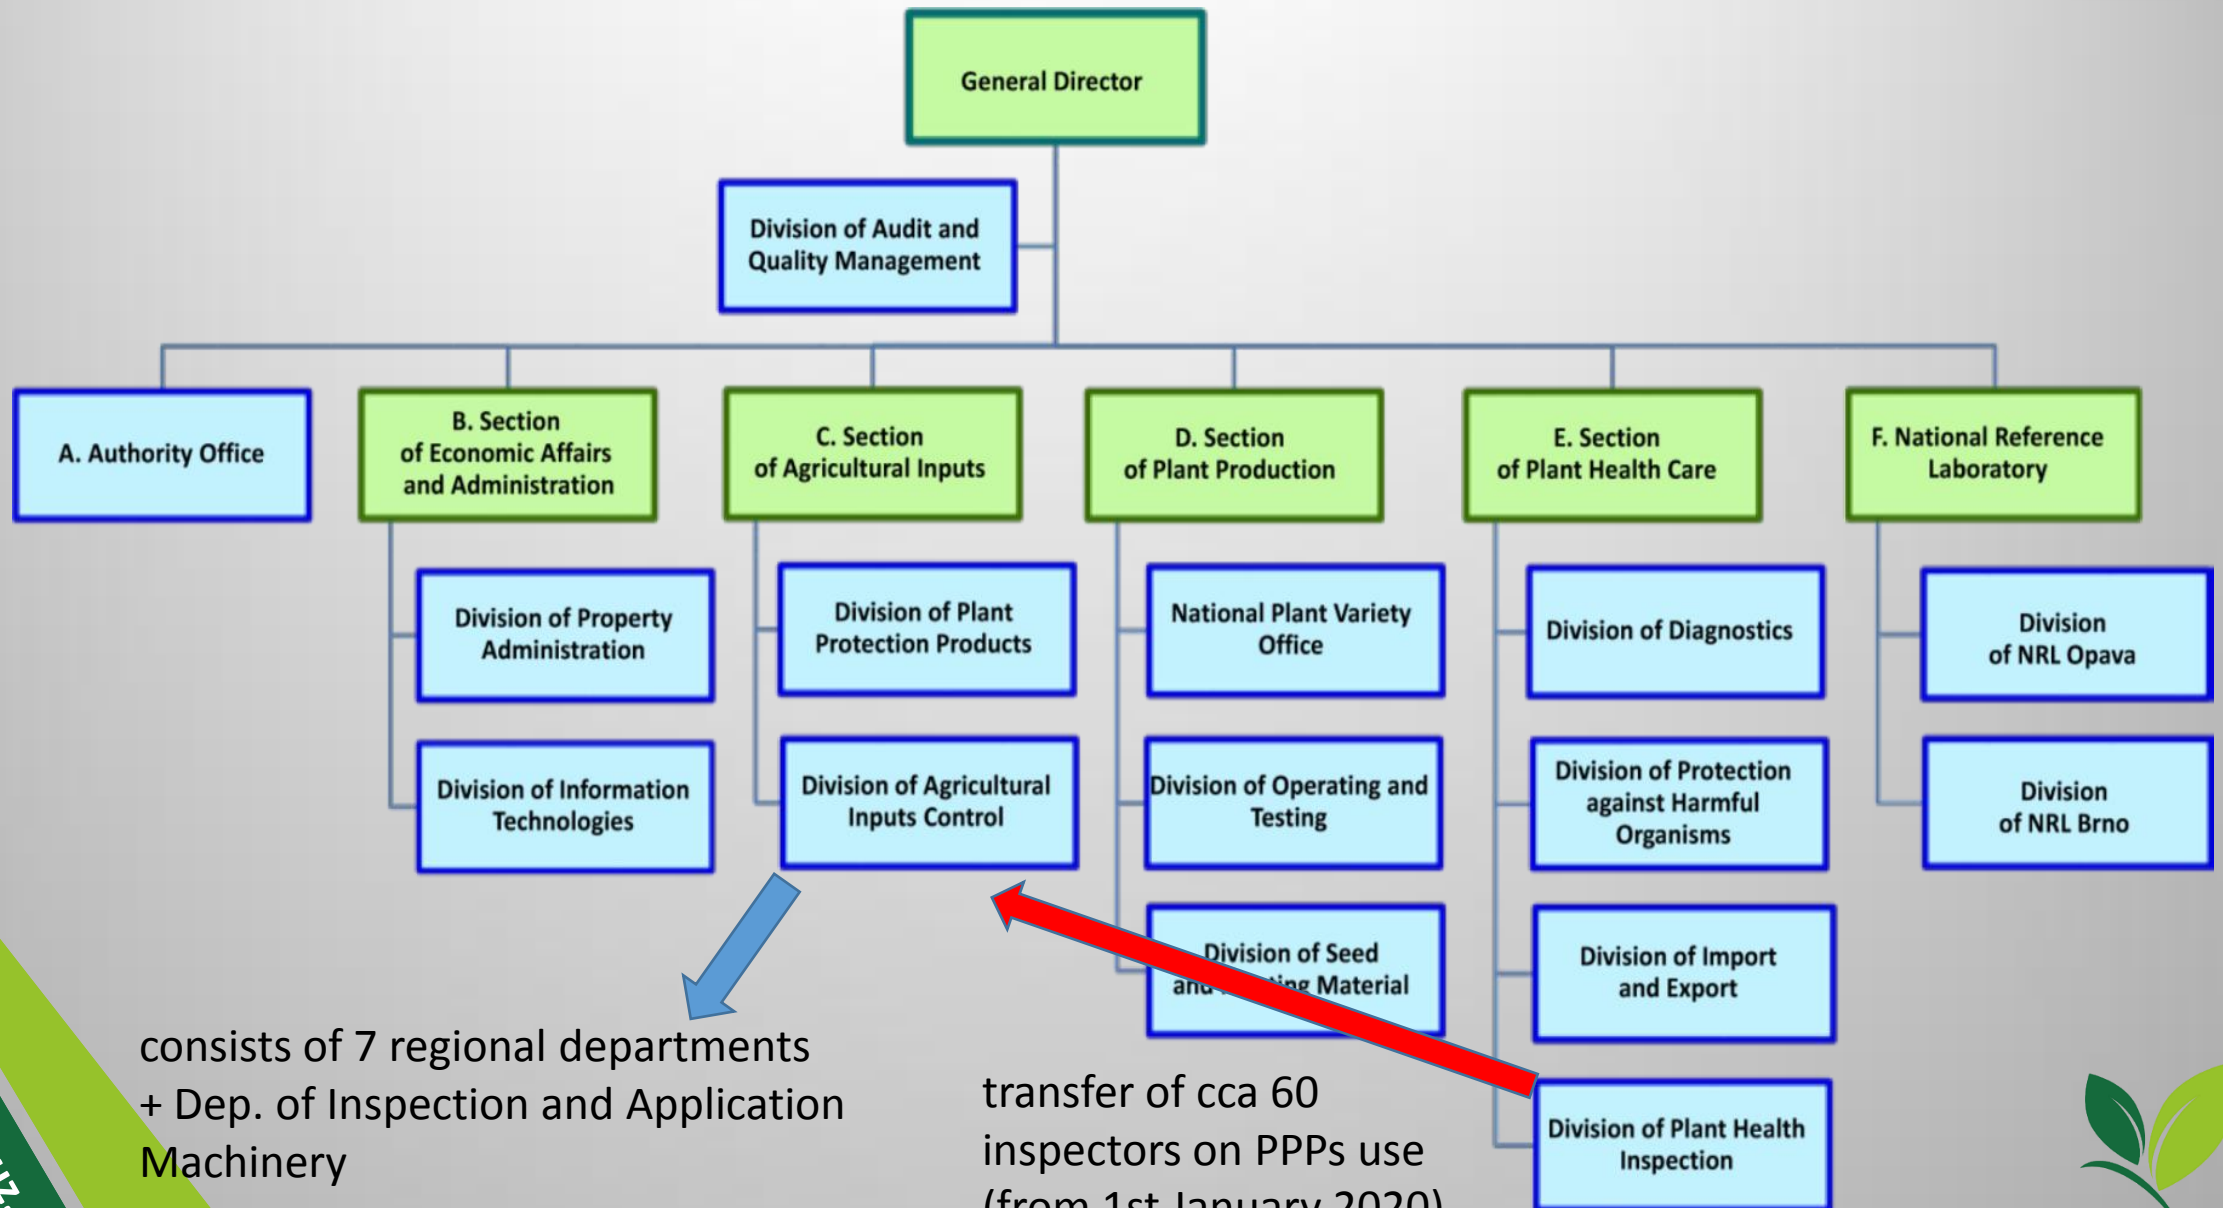 General Director
Division of Audit and
Quality Management
A. Authority Office
B. Section
of Economic Affairs
and Administration
C. Section
of Agricultural Inputs
D. Section
of Plant Production
E. Section
of Plant Health Care
F. National Reference
Laboratory
Division of Property
Administration
Division of Information
Technologies
Division of Plant
Protection Products
Division of Agricultural
Inputs Control
National Plant Variety
Office
Division of Operating and
Testing
Division of Seed
and Material
Division of Diagnostics
Division of Protection
against Harmful
Organisms
Division of Import
and Export
Division of Plant Health
Inspection
Division
of NRL Opava
Division
of NRL Brno
consists of 7 regional departments
+ Dep. of Inspection and Application
Machinery
transfer of cca 60
inspectors on PPPs use
(from 1st January 2020)